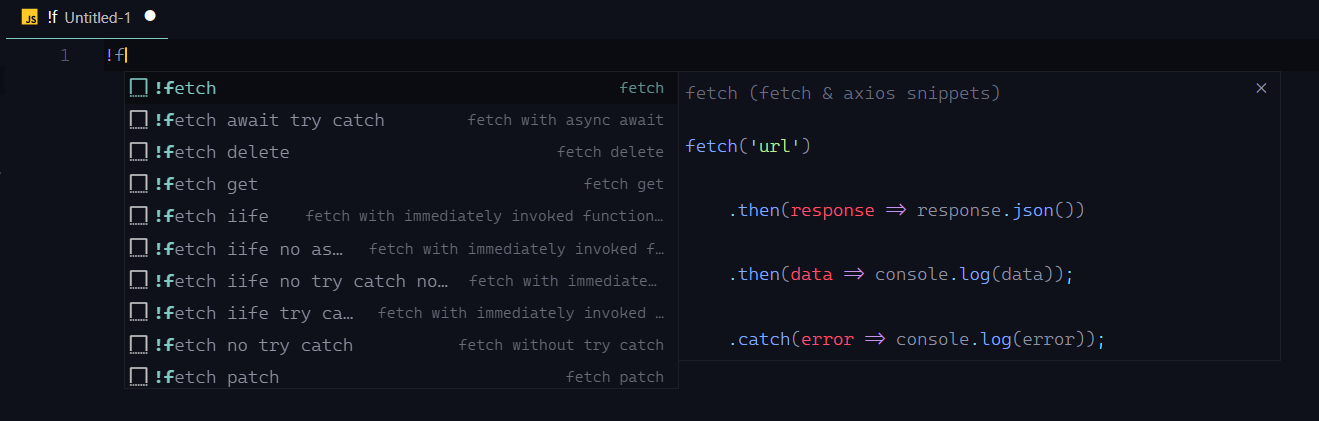 JS !f Untitled-1
1 !f
!fetch fetch
!fetch await try catch fetch with async await
!fetch delete fetch delete
!fetch get fetch get
!fetch iife fetch with immediately invoked function…
!fetch iife no as… fetch with immediately invoked f…
!fetch iife no try catch no… fetch with immediate…
!fetch iife try ca… fetch with immediately invoked …
!fetch no try catch fetch without try catch
!fetch patch fetch patch
fetch (fetch & axios snippets)
fetch('url')
.then(response => response.json())
.then(data => console.log(data));
.catch(error => console.log(error));